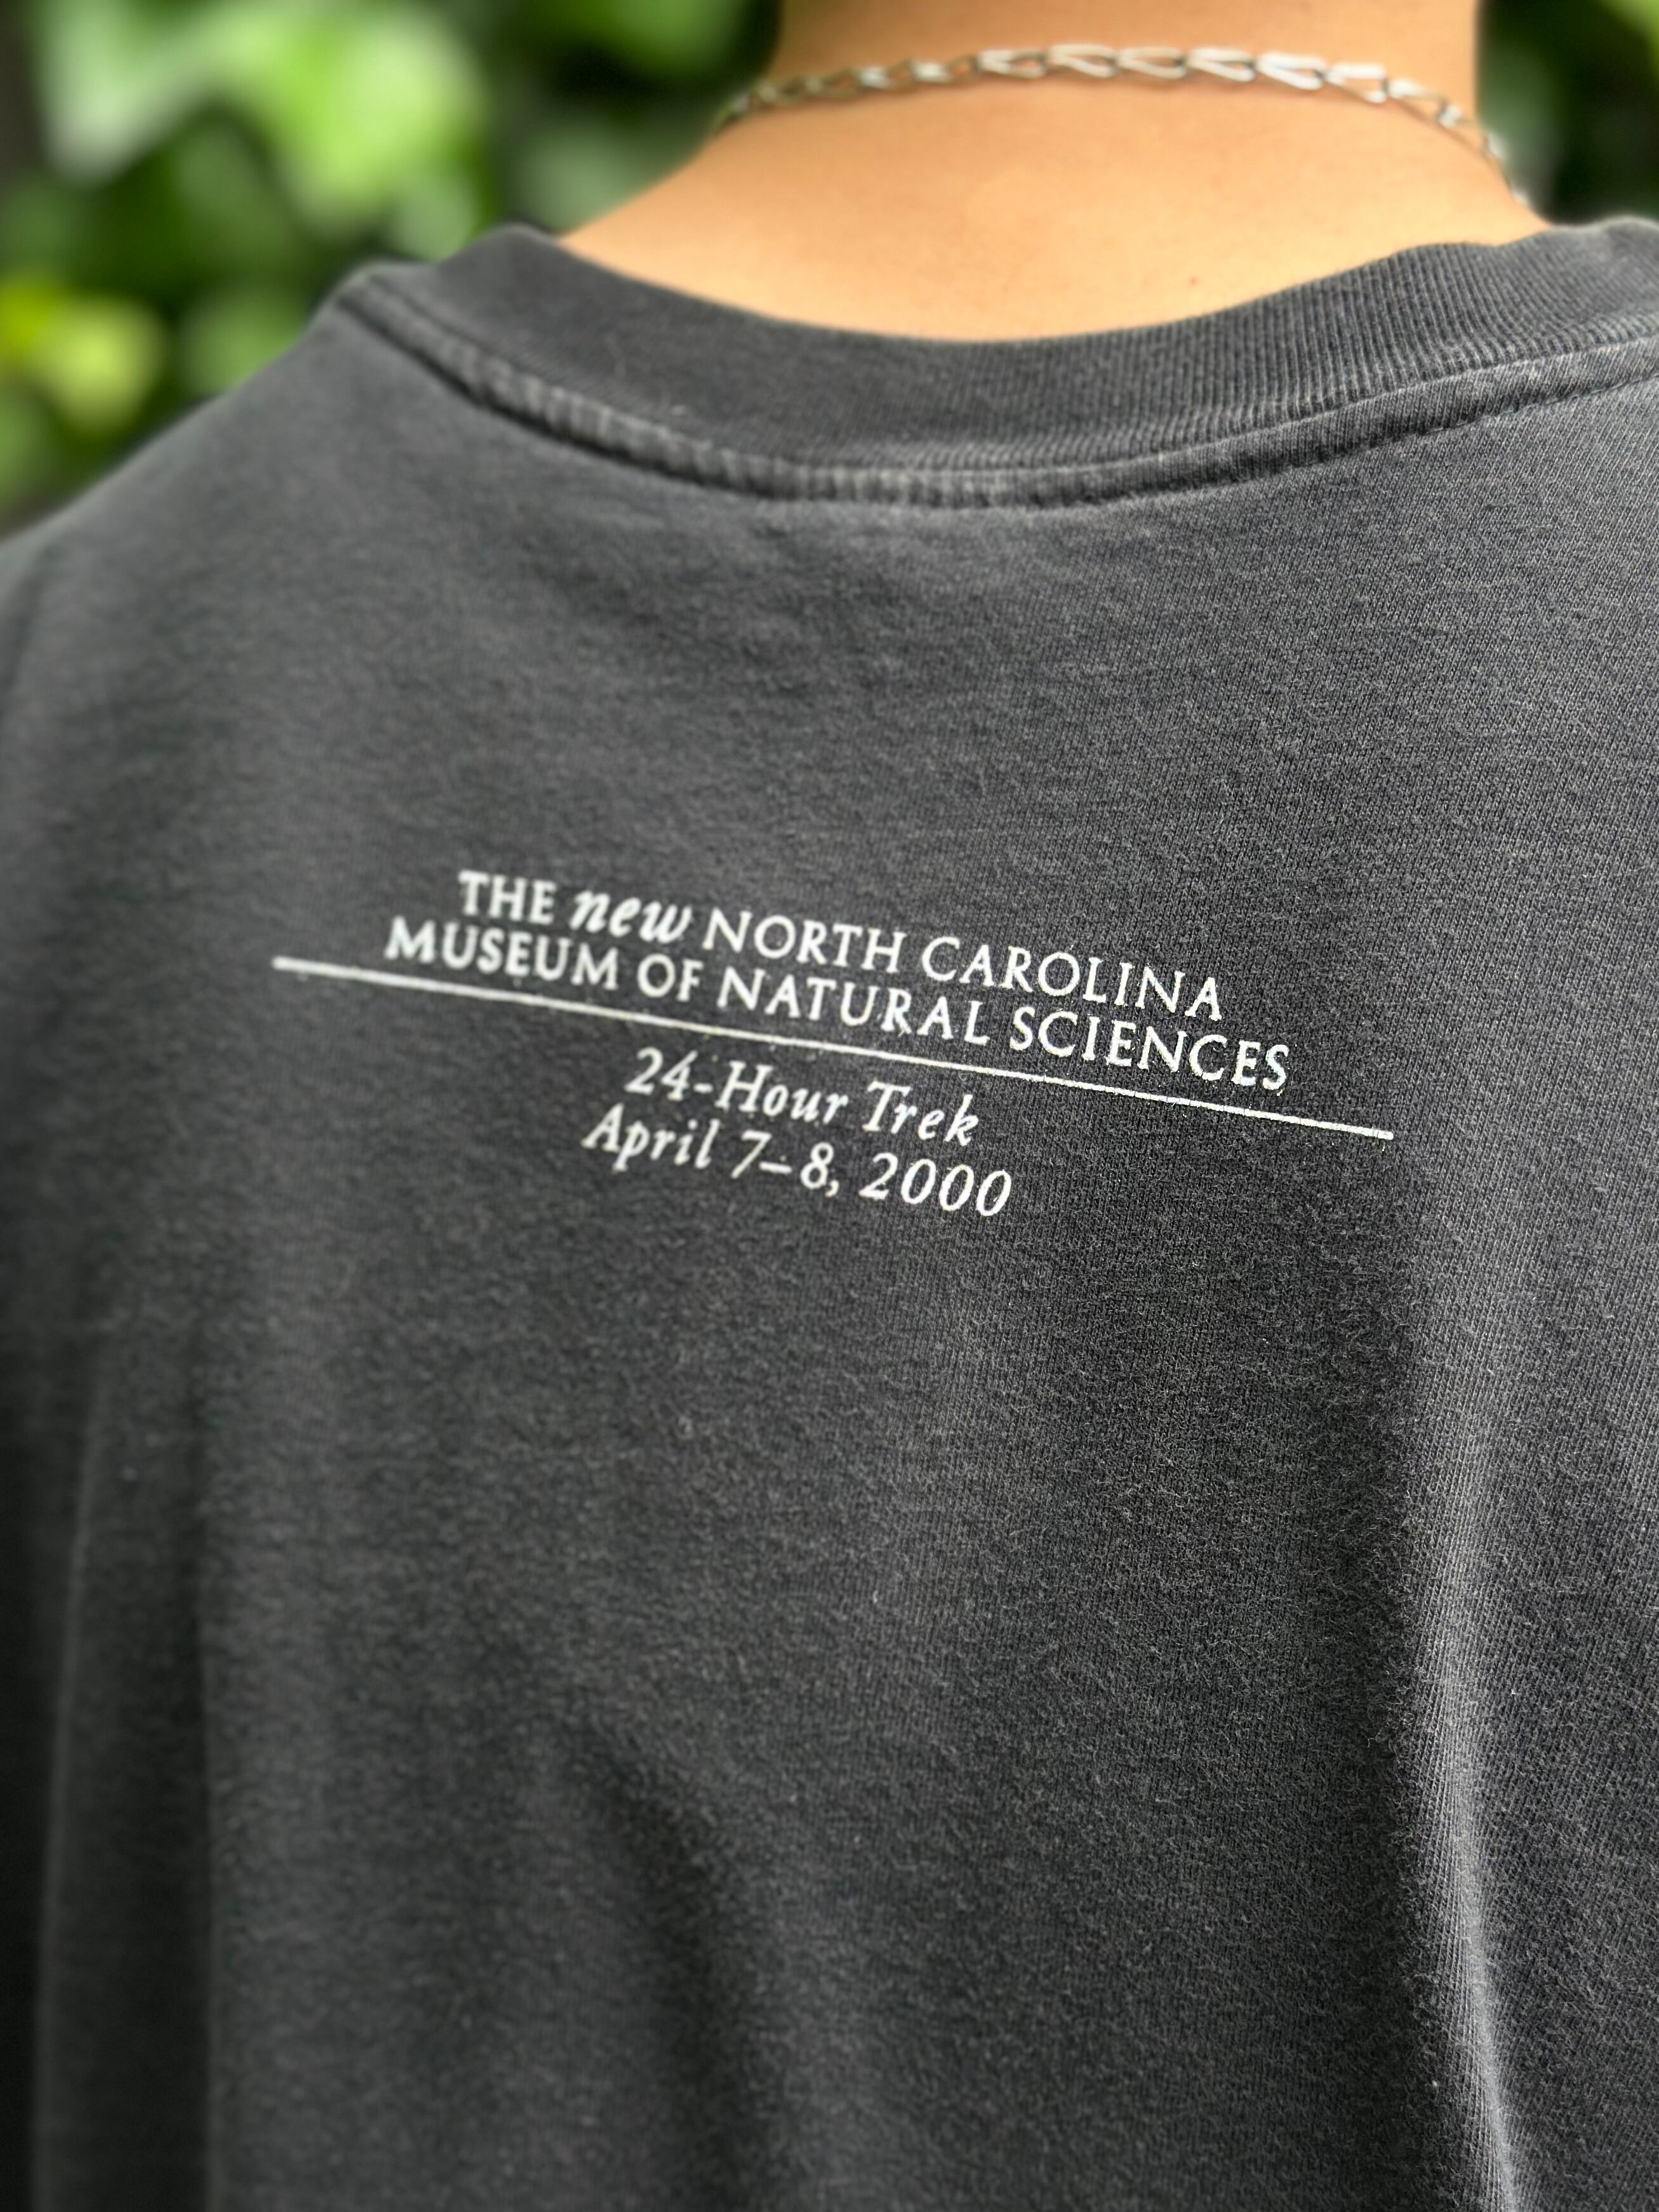 THE new NORTH CAROLINA
MUSEUM OF NATURAL SCIENCES
24-Hour Trek
April 7–8, 2000